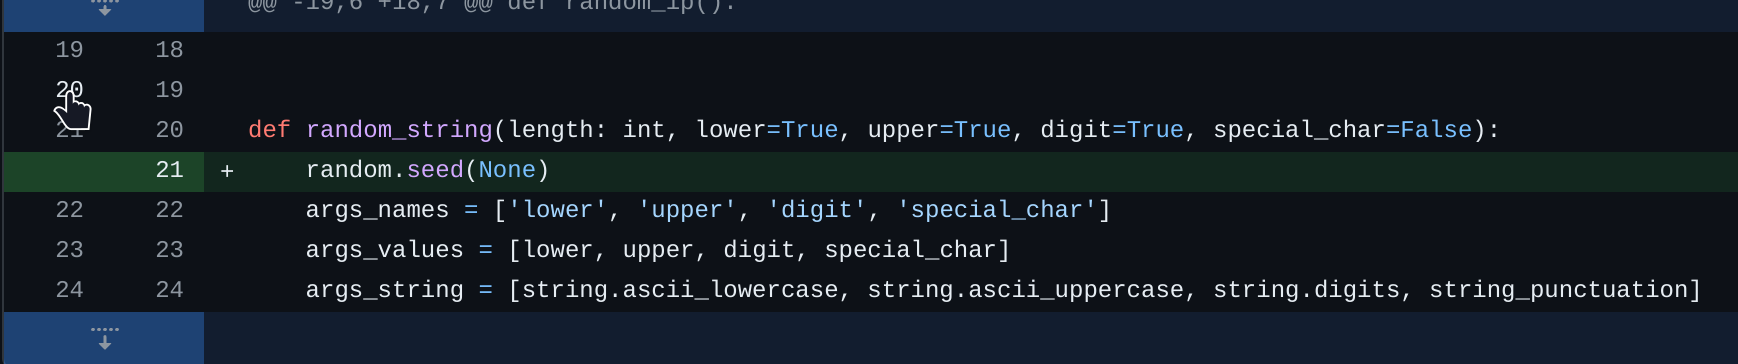 @@ -19,6 +18,7 @@ def random_ip():
19 18
20 19
21 20 def random_string(length: int, lower=True, upper=True, digit=True, special_char=False):
21 + random.seed(None)
22 22 args_names = ['lower', 'upper', 'digit', 'special_char']
23 23 args_values = [lower, upper, digit, special_char]
24 24 args_string = [string.ascii_lowercase, string.ascii_uppercase, string.digits, string_punctuation]